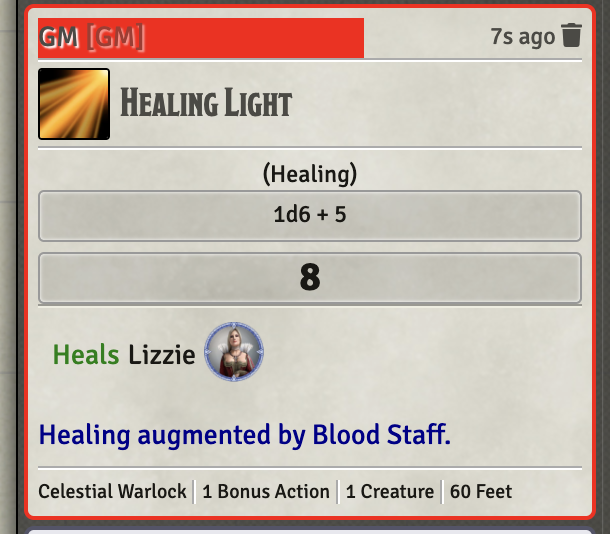 GM [GM] 7s ago
Healing Light
(Healing)
1d6 + 5
8
Heals Lizzie
Healing augmented by Blood Staff.
Celestial Warlock 1 Bonus Action 1 Creature 60 Feet